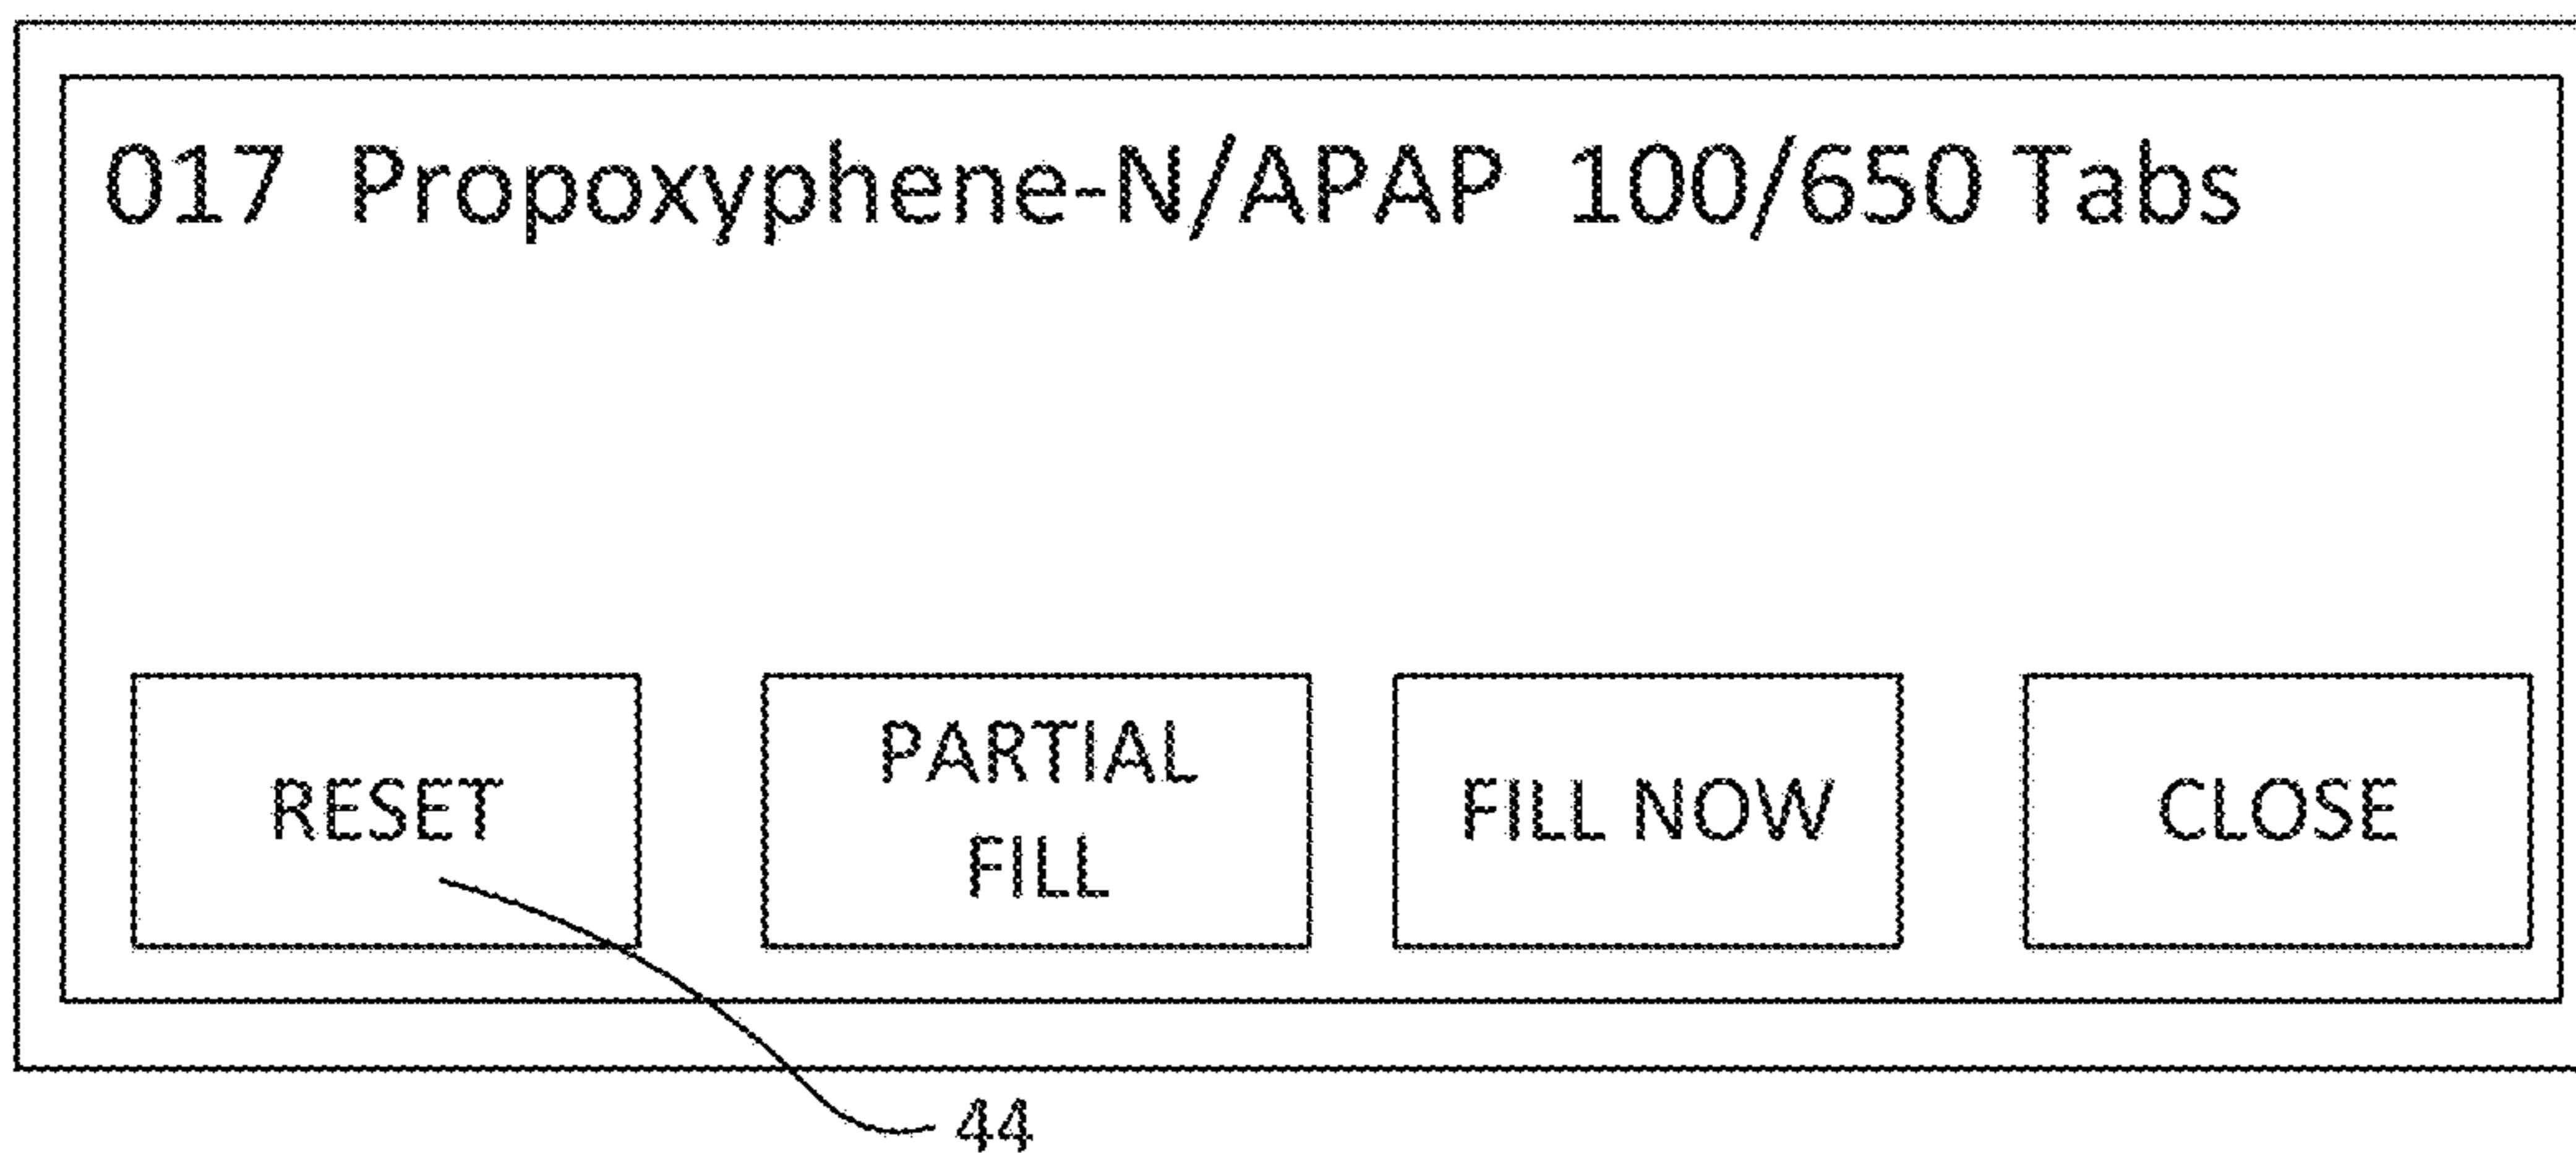 017 Propoxyphene-N/APAP 100/650 Tabs
RESET
PARTIAL
FILL
FILL NOW
CLOSE
44